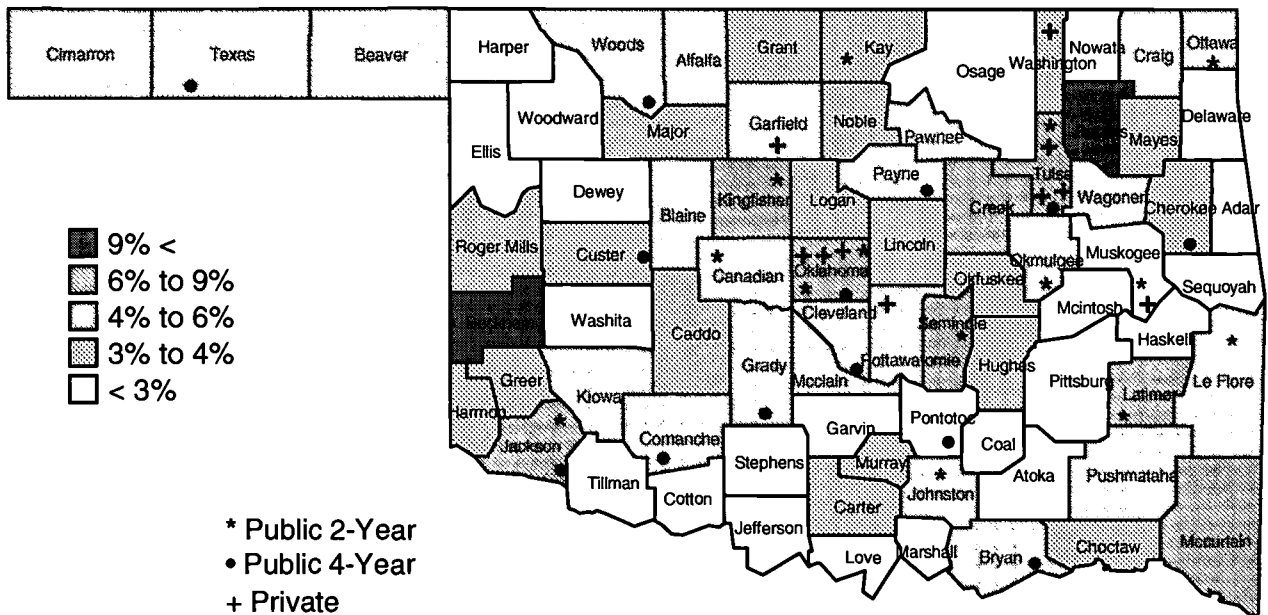 Cimarron Texas Beaver Harper Woods Alfalfa Grant Kay Osage Washington Nowata Craig Ottawa
Woodward Major Garfield Noble Pawnee Mayes Delaware
Ellis Dewey Blaine Kingfisher Logan Payne Creek Tulsa Wagoner Cherokee Adair
Roger Mills Custer Canadian Oklahoma Lincoln Okfuskee Okmulgee Muskogee Sequoyah
Washita Caddo Grady Cleveland Pottawatomie Seminole Hughes Mcintosh Haskell
Greer Kiowa Mcclain Pittsburg Latimer Le Flore
Harmon Jackson Comanche Stephens Garvin Pontotoc Coal
Tillman Cotton Murray Johnston Atoka Pushmataha
Jefferson Carter Love Marshall Bryan Choctaw Mccurtain
9% <
6% to 9%
4% to 6%
3% to 4%
< 3%
* Public 2-Year
● Public 4-Year
+ Private